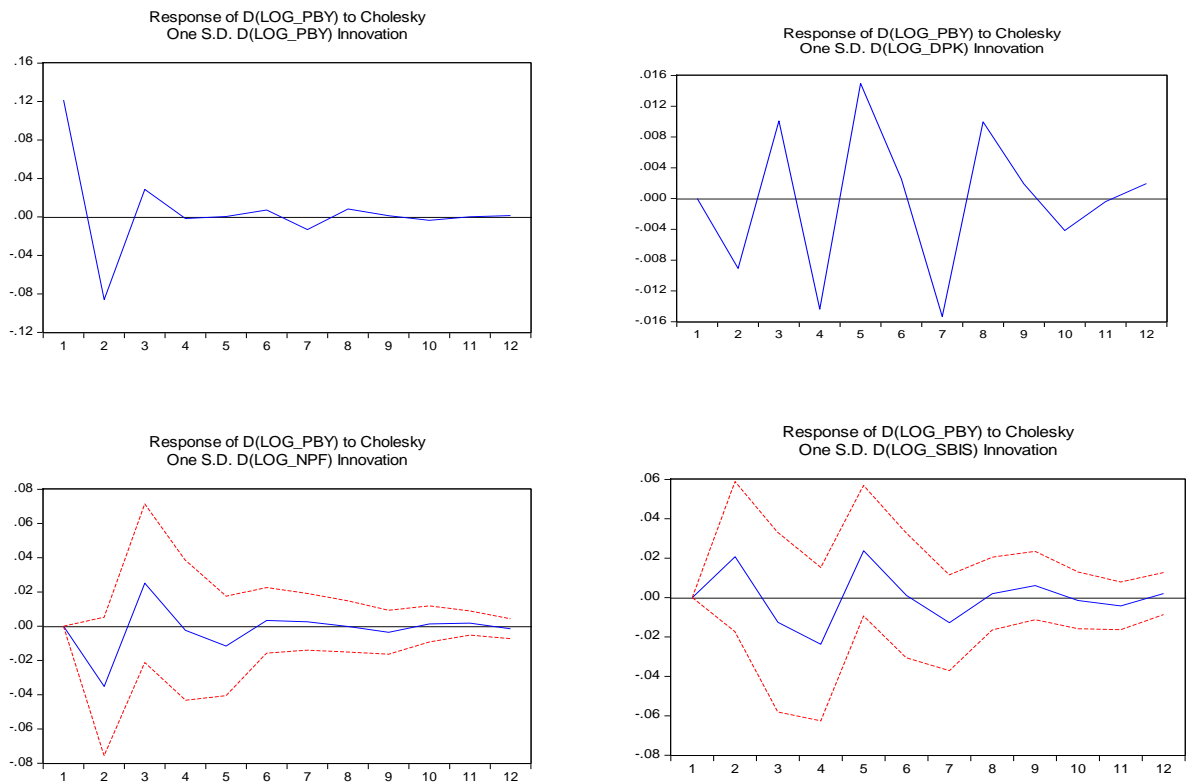 Response of D(LOG_PBY) to Cholesky
One S.D. D(LOG_PBY) Innovation
.16
.12
.08
.04
.00
-.04
-.08
-.12
1 2 3 4 5 6 7 8 9 10 11 12
Response of D(LOG_PBY) to Cholesky
One S.D. D(LOG_DPK) Innovation
.016
.012
.008
.004
.000
-.004
-.008
-.012
-.016
1 2 3 4 5 6 7 8 9 10 11 12
Response of D(LOG_PBY) to Cholesky
One S.D. D(LOG_NPF) Innovation
.08
.06
.04
.02
.00
-.02
-.04
-.06
-.08
1 2 3 4 5 6 7 8 9 10 11 12
Response of D(LOG_PBY) to Cholesky
One S.D. D(LOG_SBIS) Innovation
.06
.04
.02
.00
-.02
-.04
-.06
-.08
1 2 3 4 5 6 7 8 9 10 11 12